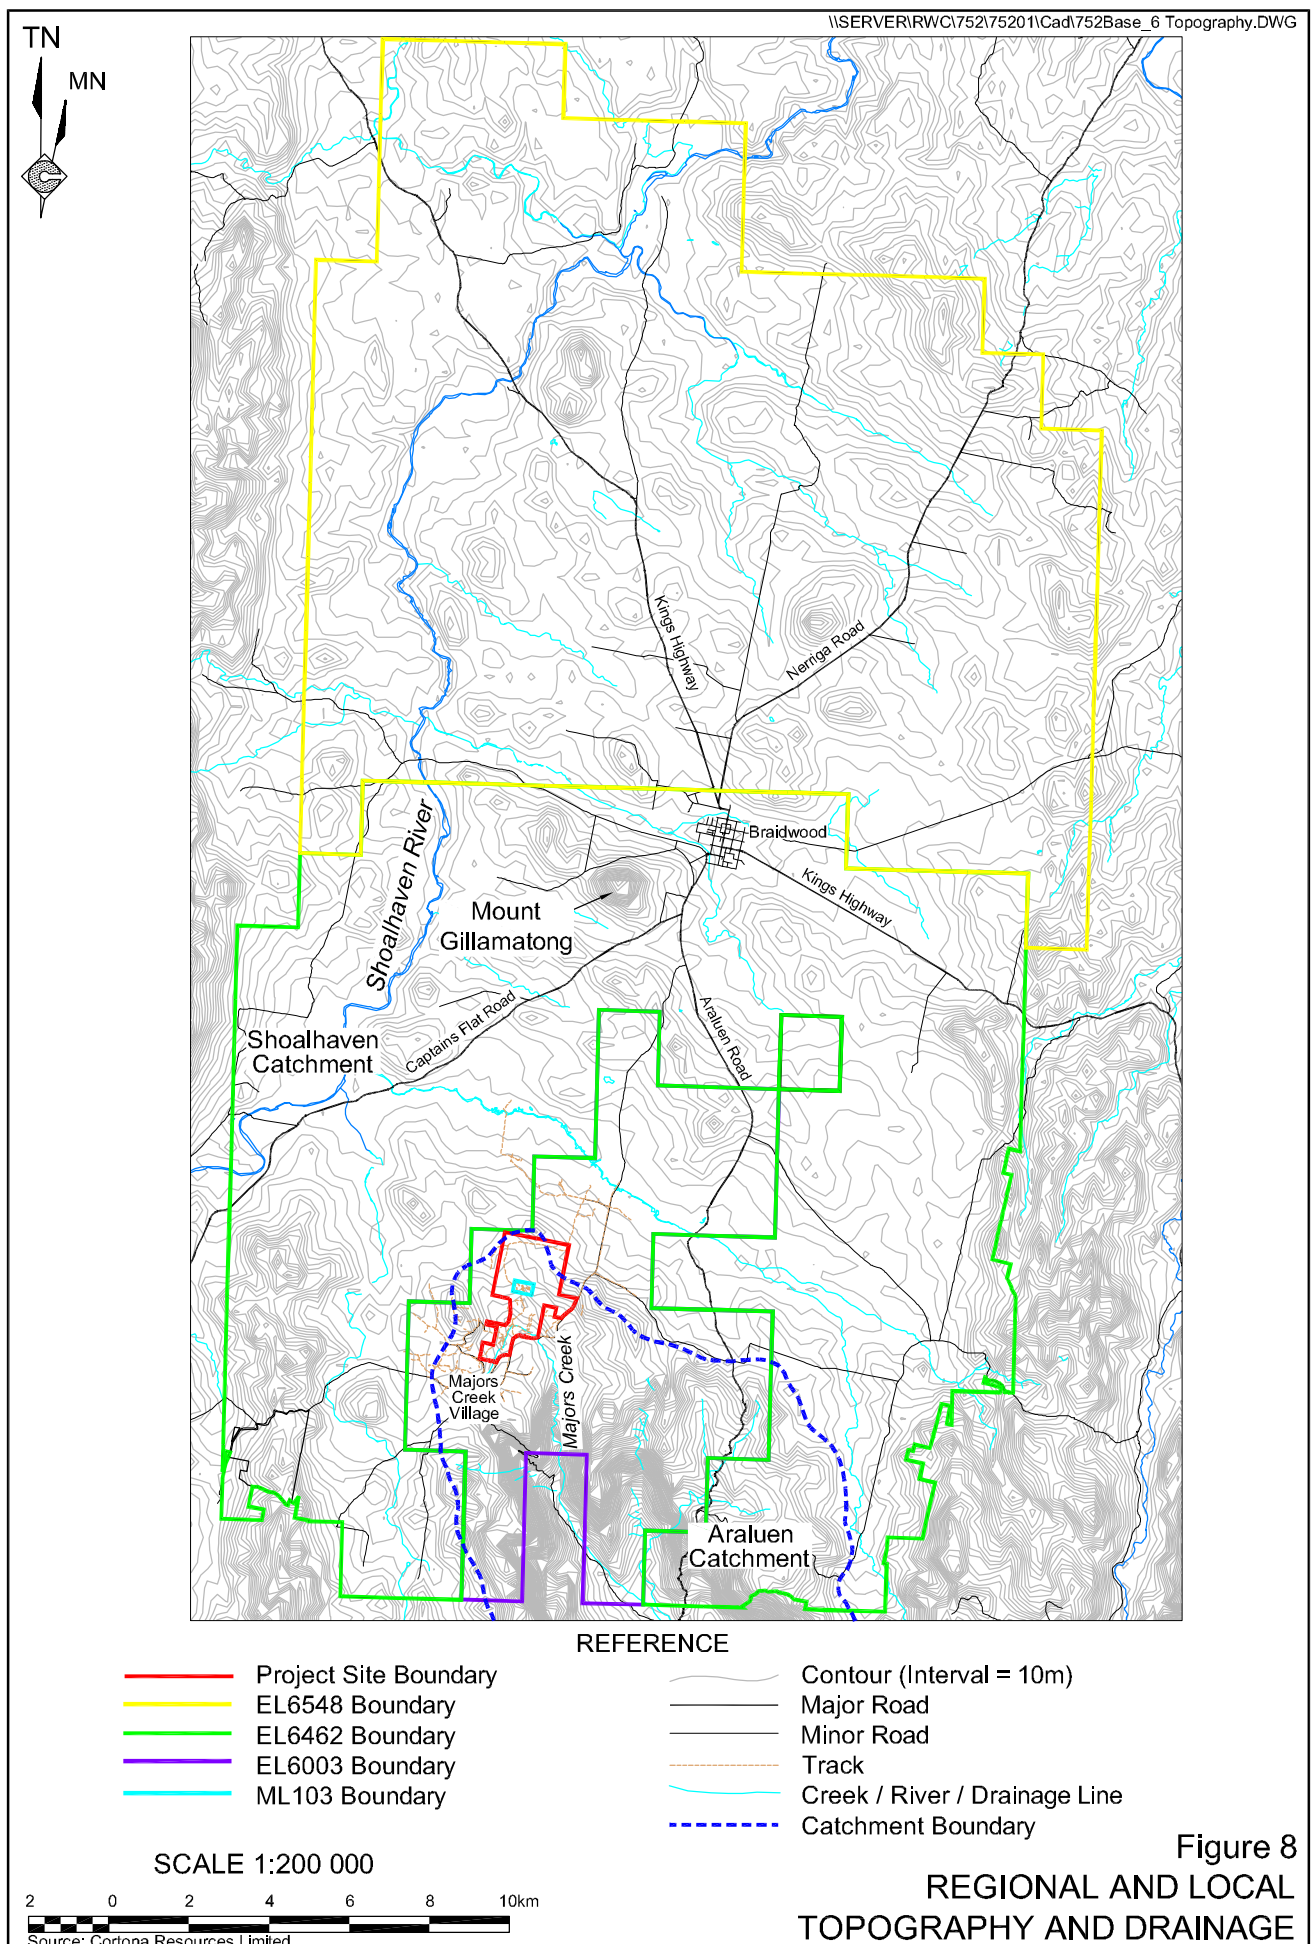 \\SERVER\RWC\752\75201\Cad\752Base_6 Topography.DWG
TN
MN
Kings Highway
Nerriga Road
Braidwood
Kings Highway
Shoalhaven River
Mount
Gillamatong
Captains Flat Road
Araluen Road
Shoalhaven
Catchment
Majors Creek
Majors
Creek
Village
Araluen
Catchment
REFERENCE
Project Site Boundary
EL6548 Boundary
EL6462 Boundary
EL6003 Boundary
ML103 Boundary
Contour (Interval = 10m)
Major Road
Minor Road
Track
Creek / River / Drainage Line
Catchment Boundary
SCALE 1:200 000
2 0 2 4 6 8 10km
Source: Cortona Resources Limited
Figure 8
REGIONAL AND LOCAL
TOPOGRAPHY AND DRAINAGE